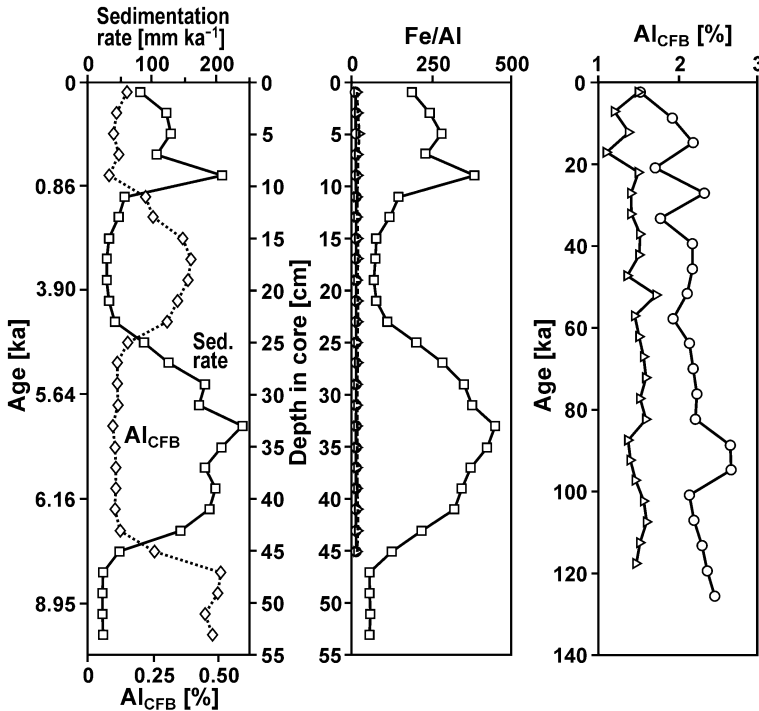 Sedimentation
rate [mm ka⁻¹]
0 100 200
Fe/Al
0 250 500
Al_CFB [%]
1 2 3
0
0.86
3.90
5.64
6.16
8.95
Age [ka]
Sed.
rate
Al_CFB
0
5
10
15
20
25
30
35
40
45
50
55
Depth in core [cm]
0
5
10
15
20
25
30
35
40
45
50
55
0
20
40
60
80
100
120
140
Age [ka]
0 0.25 0.50
Al_CFB [%]